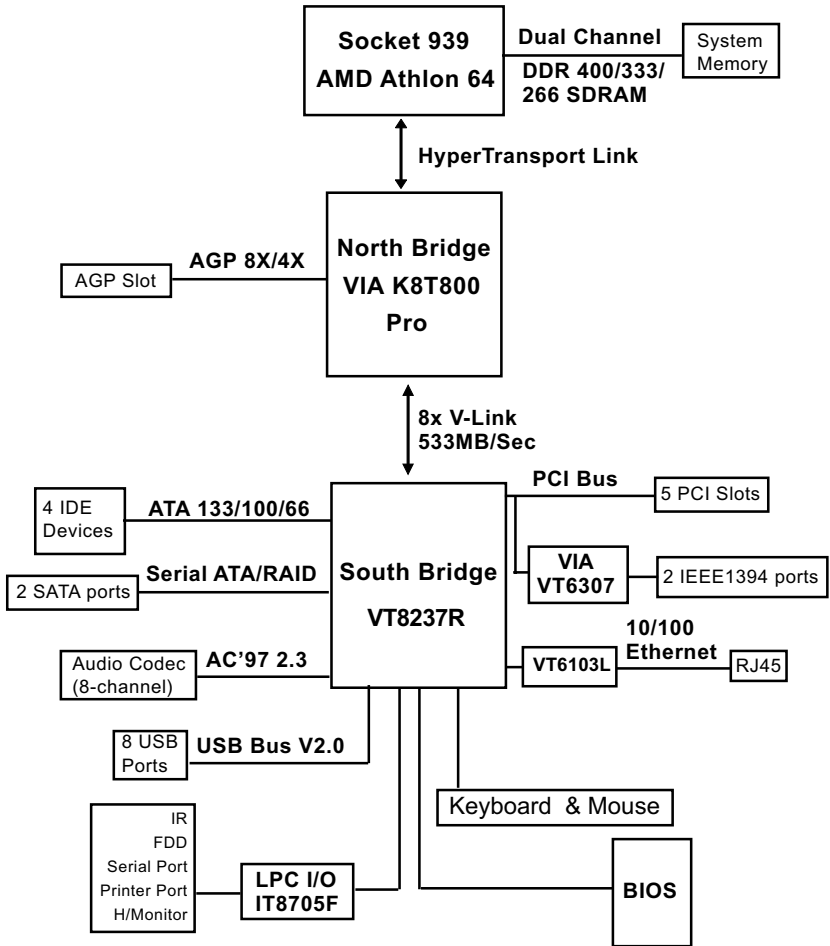 Socket 939
AMD Athlon 64
Dual Channel
DDR 400/333/
266 SDRAM
System
Memory
HyperTransport Link
North Bridge
VIA K8T800
Pro
AGP 8X/4X
AGP Slot
8x V-Link
533MB/Sec
4 IDE
Devices
ATA 133/100/66
PCI Bus
5 PCI Slots
South Bridge
VT8237R
Serial ATA/RAID
2 SATA ports
VIA
VT6307
2 IEEE1394 ports
Audio Codec
(8-channel)
AC’97 2.3
VT6103L
10/100
Ethernet
RJ45
8 USB
Ports
USB Bus V2.0
Keyboard & Mouse
IR
FDD
Serial Port
Printer Port
H/Monitor
LPC I/O
IT8705F
BIOS